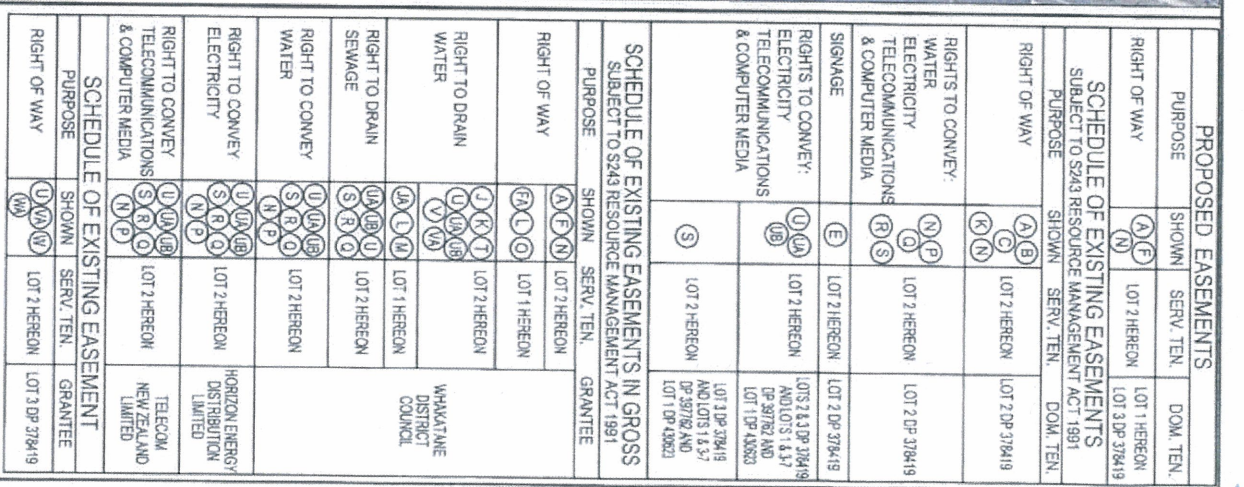 PROPOSED EASEMENTS
PURPOSE SHOWN SERV. TEN. DOM. TEN.
RIGHT OF WAY
A F
N
LOT 2 HEREON
LOT 1 HEREON
LOT 3 DP 378419
SCHEDULE OF EXISTING EASEMENTS
SUBJECT TO S243 RESOURCE MANAGEMENT ACT 1991
PURPOSE SHOWN SERV. TEN. DOM. TEN.
RIGHT OF WAY
A B
C
K N
LOT 2 HEREON
LOT 2 DP 378419
RIGHTS TO CONVEY:
WATER
ELECTRICITY
TELECOMMUNICATIONS
& COMPUTER MEDIA
N P
Q
R S
LOT 2 HEREON
LOT 2 DP 378419
SIGNAGE
E
LOT 2 HEREON
LOT 2 DP 378419
RIGHTS TO CONVEY:
ELECTRICITY
TELECOMMUNICATIONS
& COMPUTER MEDIA
U UA
UB
LOT 2 HEREON
LOTS 2 & 3 DP 378419
AND LOTS 1 & 3-7
DP 397762 AND
LOT 1 DP 430623
S
LOT 2 HEREON
LOT 3 DP 378419
AND LOTS 1 & 3-7
DP 397762 AND
LOT 1 DP 430623
SCHEDULE OF EXISTING EASEMENTS IN GROSS
SUBJECT TO S243 RESOURCE MANAGEMENT ACT 1991
PURPOSE SHOWN SERV. TEN. GRANTEE
RIGHT OF WAY
A F N
LOT 2 HEREON
FA L O
LOT 1 HEREON
RIGHT TO DRAIN
WATER
J K T
U UA UB
V VA
LOT 2 HEREON
JA L M
LOT 1 HEREON
RIGHT TO DRAIN
SEWAGE
UA UB U
S R Q
LOT 2 HEREON
RIGHT TO CONVEY
WATER
U UA UB
S R Q
N P
LOT 2 HEREON
WHAKATANE
DISTRICT
COUNCIL
RIGHT TO CONVEY
ELECTRICITY
U UA UB
S R Q
N P
LOT 2 HEREON
HORIZON ENERGY
DISTRIBUTION
LIMITED
RIGHT TO CONVEY
TELECOMMUNICATIONS
& COMPUTER MEDIA
U UA UB
S R Q
N P
LOT 2 HEREON
TELECOM
NEW ZEALAND
LIMITED
SCHEDULE OF EXISTING EASEMENT
PURPOSE SHOWN SERV. TEN. GRANTEE
RIGHT OF WAY
U VA W
WA
LOT 2 HEREON
LOT 3 DP 378419